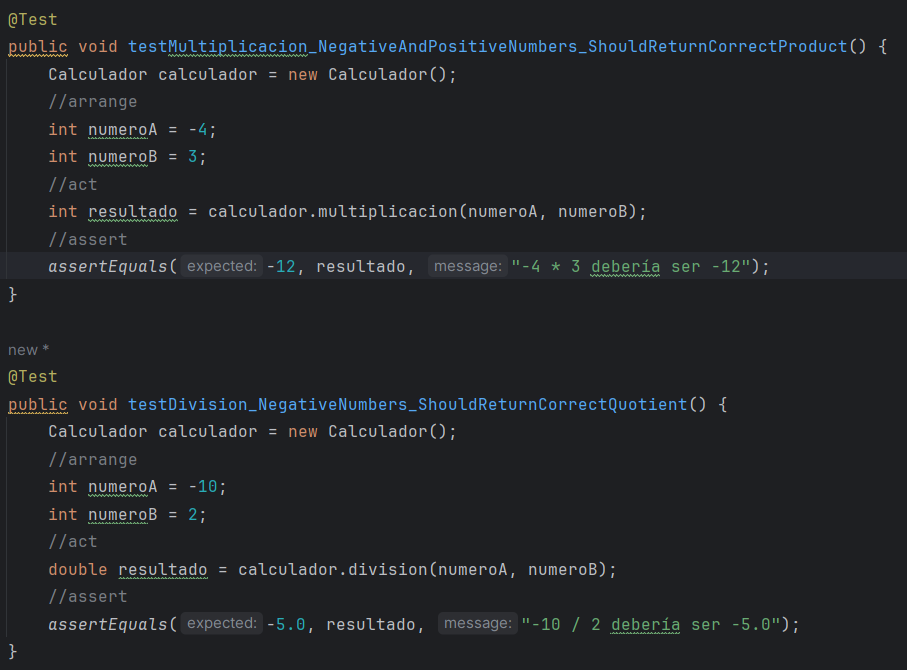 @Test
public void testMultiplicacion_NegativeAndPositiveNumbers_ShouldReturnCorrectProduct() {
    Calculador calculador = new Calculador();
    //arrange
    int numeroA = -4;
    int numeroB = 3;
    //act
    int resultado = calculador.multiplicacion(numeroA, numeroB);
    //assert
    assertEquals( expected: -12, resultado, message: "-4 * 3 debería ser -12");
}
new *
@Test
public void testDivision_NegativeNumbers_ShouldReturnCorrectQuotient() {
    Calculador calculador = new Calculador();
    //arrange
    int numeroA = -10;
    int numeroB = 2;
    //act
    double resultado = calculador.division(numeroA, numeroB);
    //assert
    assertEquals( expected: -5.0, resultado, message: "-10 / 2 debería ser -5.0");
}